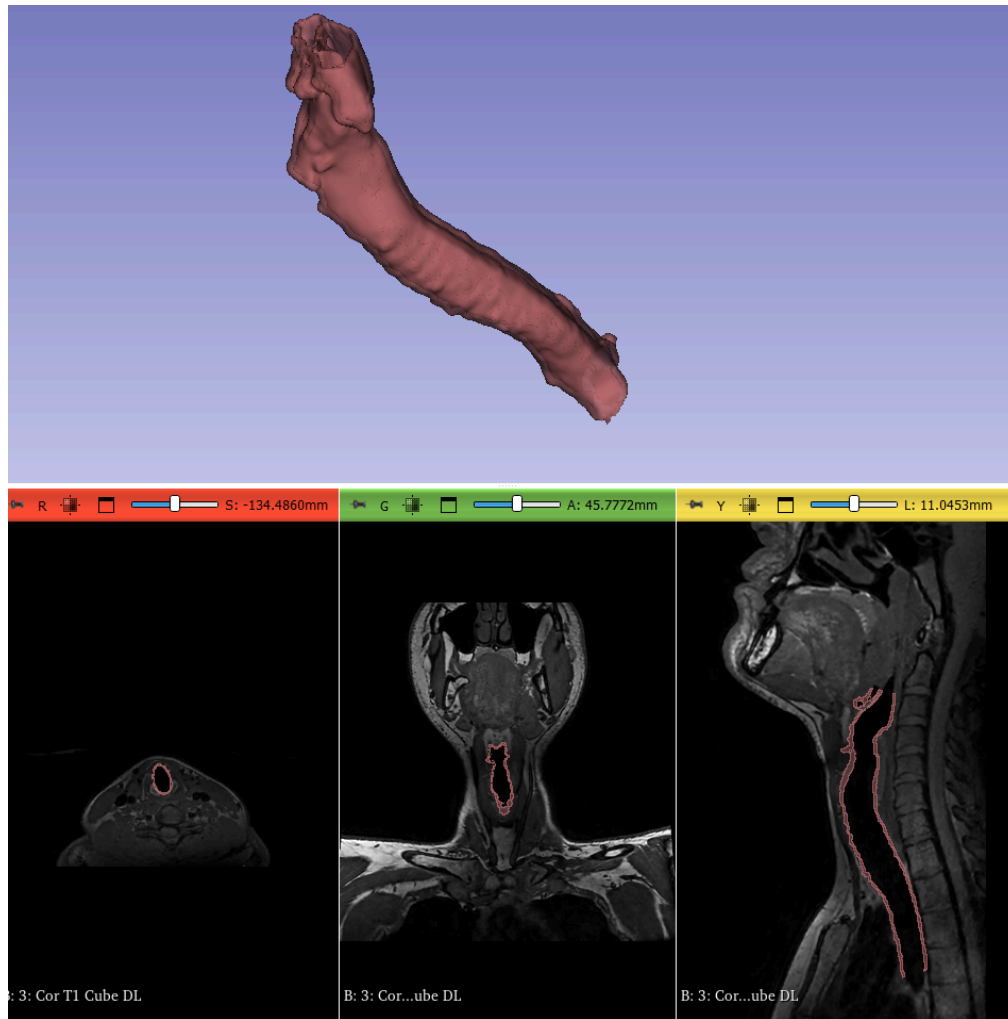 R S: -134.4860mm
G A: 45.7772mm
Y L: 11.0453mm
3: 3: Cor T1 Cube DL
B: 3: Cor...ube DL
B: 3: Cor...ube DL